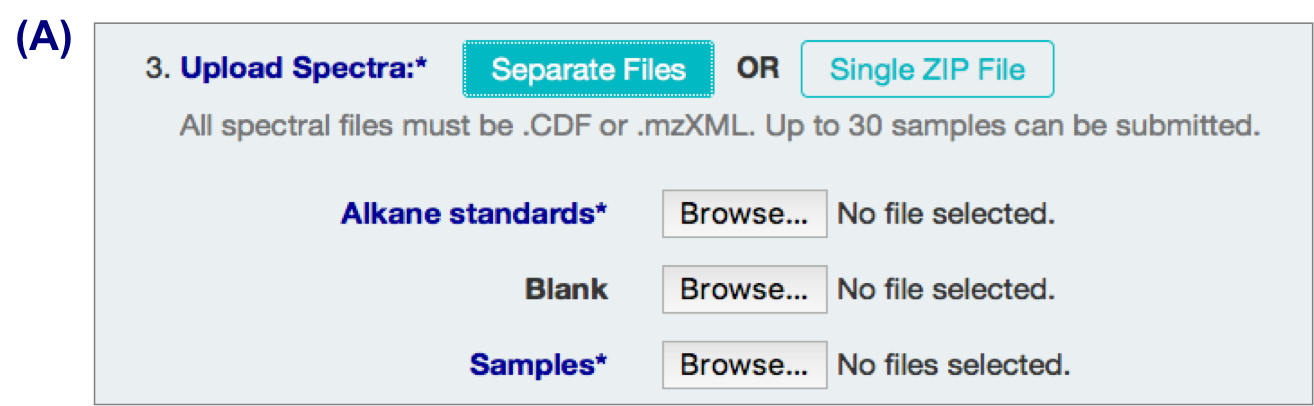 (A)
3. Upload Spectra:* Separate Files OR Single ZIP File
All spectral files must be .CDF or .mzXML. Up to 30 samples can be submitted.
Alkane standards* Browse... No file selected.
Blank Browse... No file selected.
Samples* Browse... No files selected.